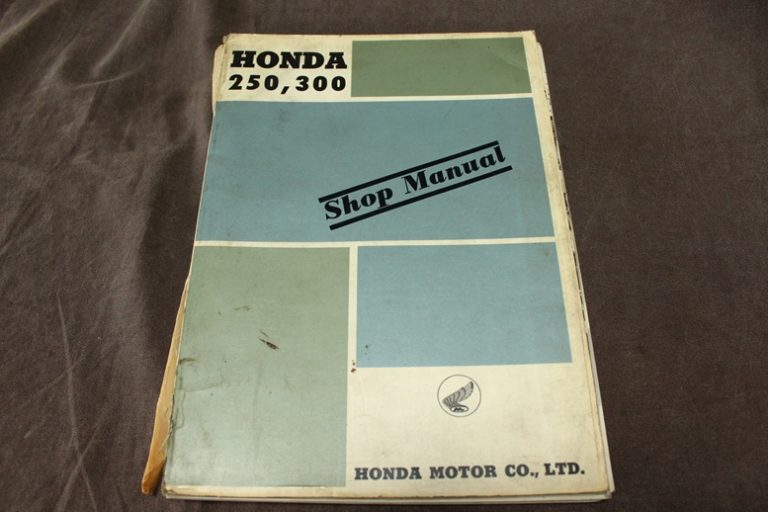 HONDA
250, 300
Shop Manual
HONDA MOTOR CO., LTD.